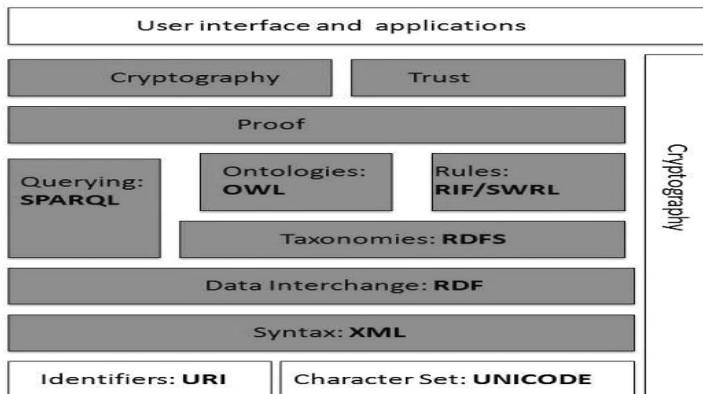 User interface and applications
Cryptography
Trust
Proof
Querying:
SPARQL
Ontologies:
OWL
Rules:
RIF/SWRL
Taxonomies: RDFS
Data Interchange: RDF
Syntax: XML
Identifiers: URI
Character Set: UNICODE
Cryptography